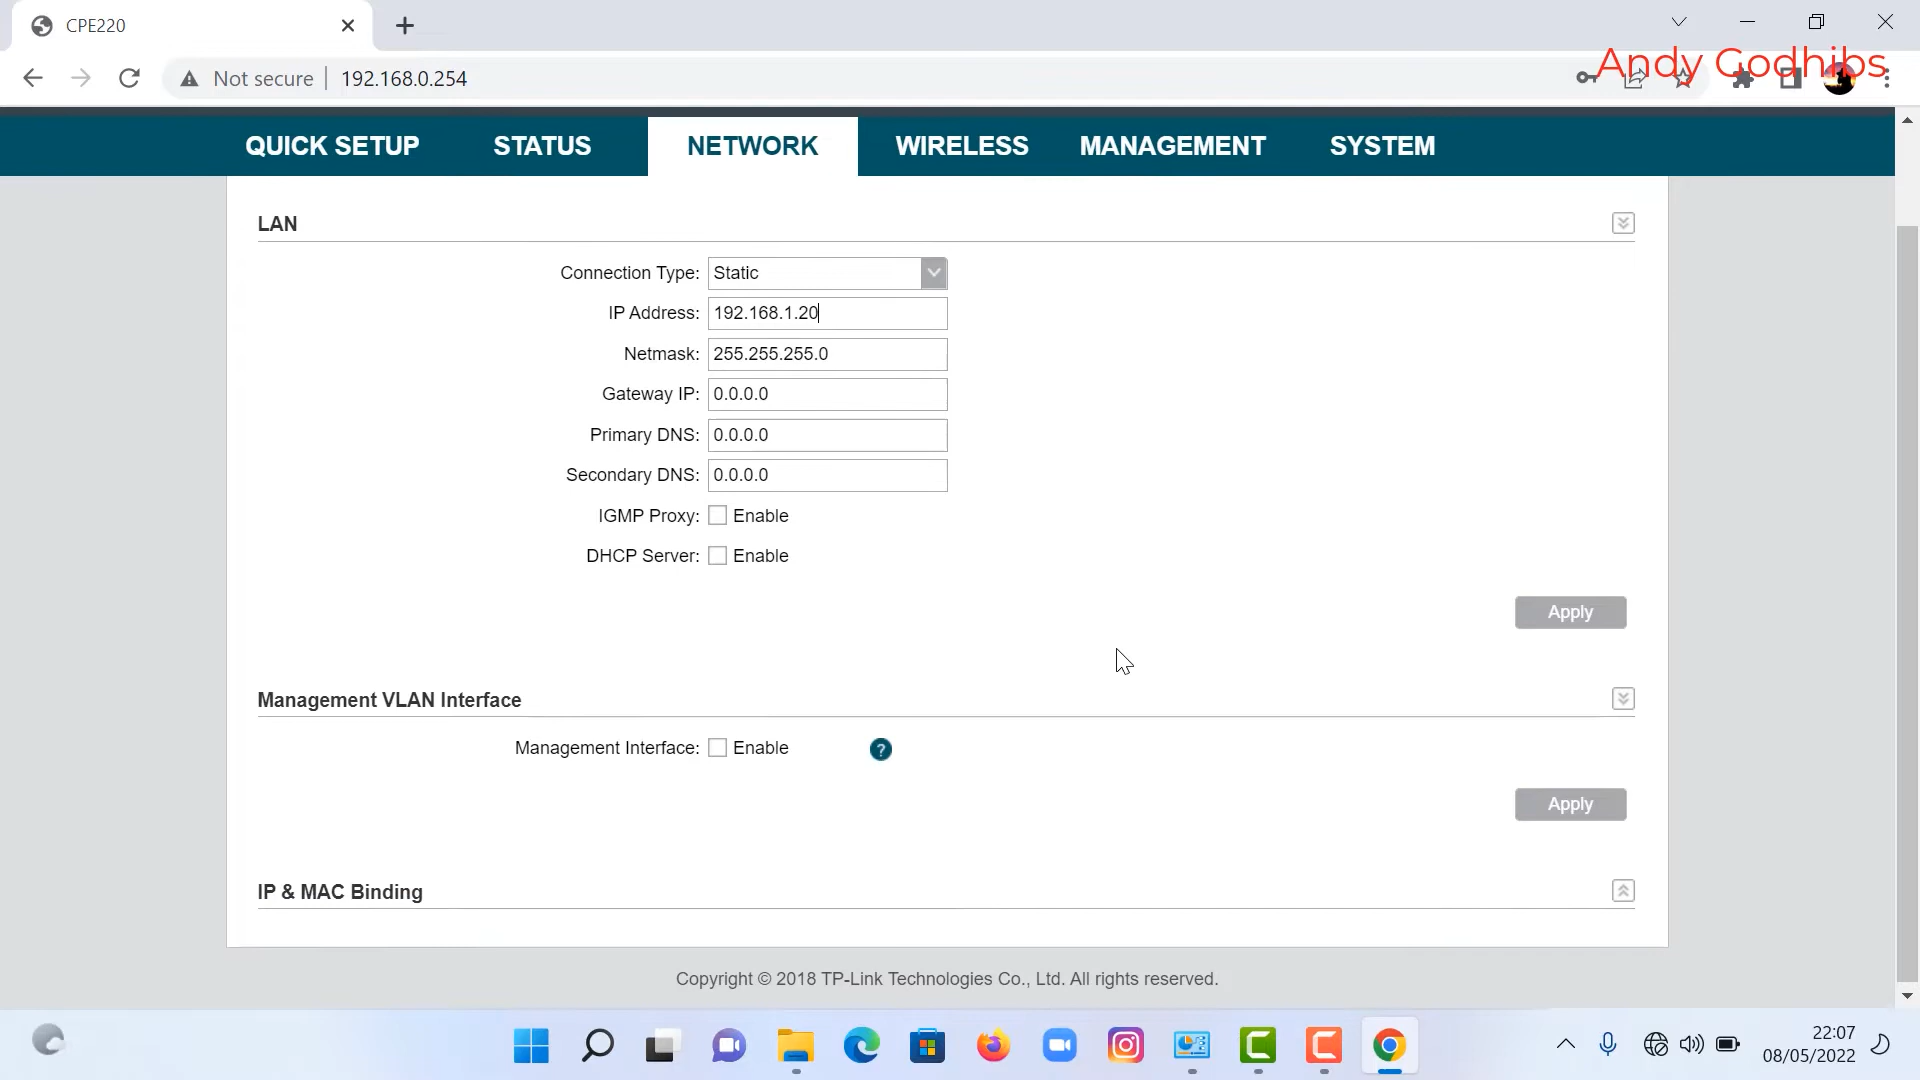 CPE220
Not secure | 192.168.0.254
Andy Godhibs
QUICK SETUP STATUS NETWORK WIRELESS MANAGEMENT SYSTEM
LAN
Connection Type: Static
IP Address: 192.168.1.20
Netmask: 255.255.255.0
Gateway IP: 0.0.0.0
Primary DNS: 0.0.0.0
Secondary DNS: 0.0.0.0
IGMP Proxy: Enable
DHCP Server: Enable
Apply
Management VLAN Interface
Management Interface: Enable ?
Apply
IP & MAC Binding
Copyright © 2018 TP-Link Technologies Co., Ltd. All rights reserved.
22:07
08/05/2022